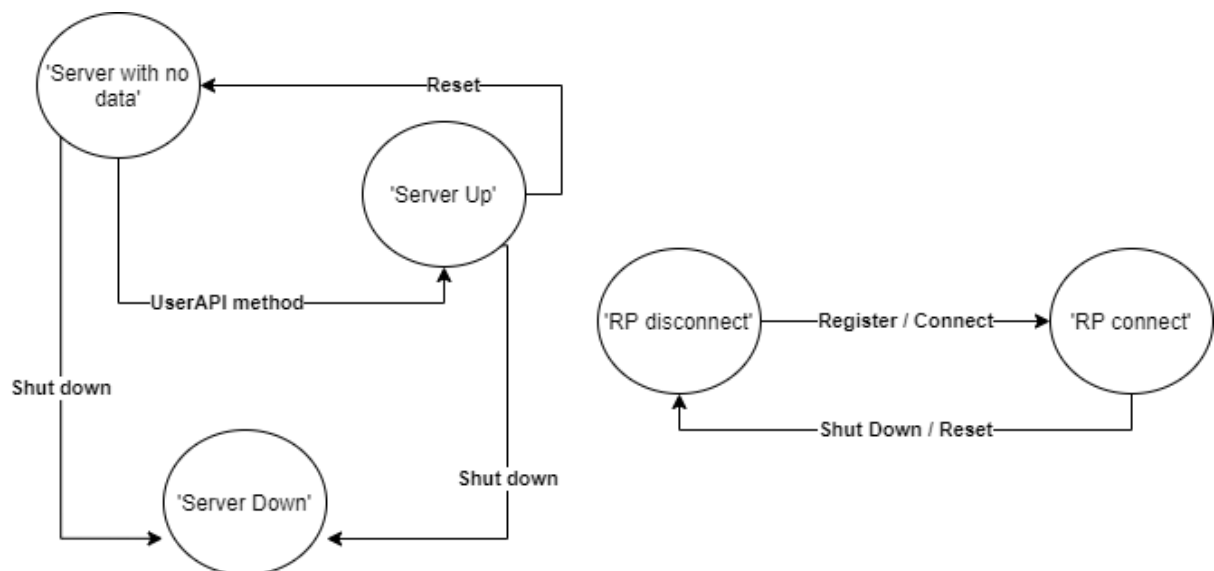 'Server with no
data'
Reset
'Server Up'
UserAPI method
Shut down
Shut down
'Server Down'
'RP disconnect'
Register / Connect
'RP connect'
Shut Down / Reset